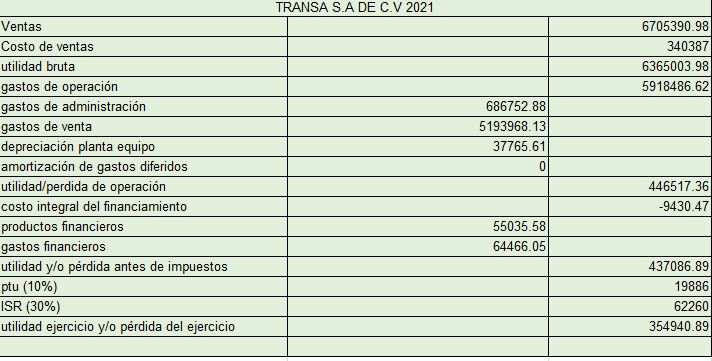 TRANSA S.A DE C.V 2021
Ventas 6705390.98
Costo de ventas 340387
utilidad bruta 6365003.98
gastos de operación 5918486.62
gastos de administración 686752.88
gastos de venta 5193968.13
depreciación planta equipo 37765.61
amortización de gastos diferidos 0
utilidad/perdida de operación 446517.36
costo integral del financiamiento -9430.47
productos financieros 55035.58
gastos financieros 64466.05
utilidad y/o pérdida antes de impuestos 437086.89
ptu (10%) 19886
ISR (30%) 62260
utilidad ejercicio y/o pérdida del ejercicio 354940.89